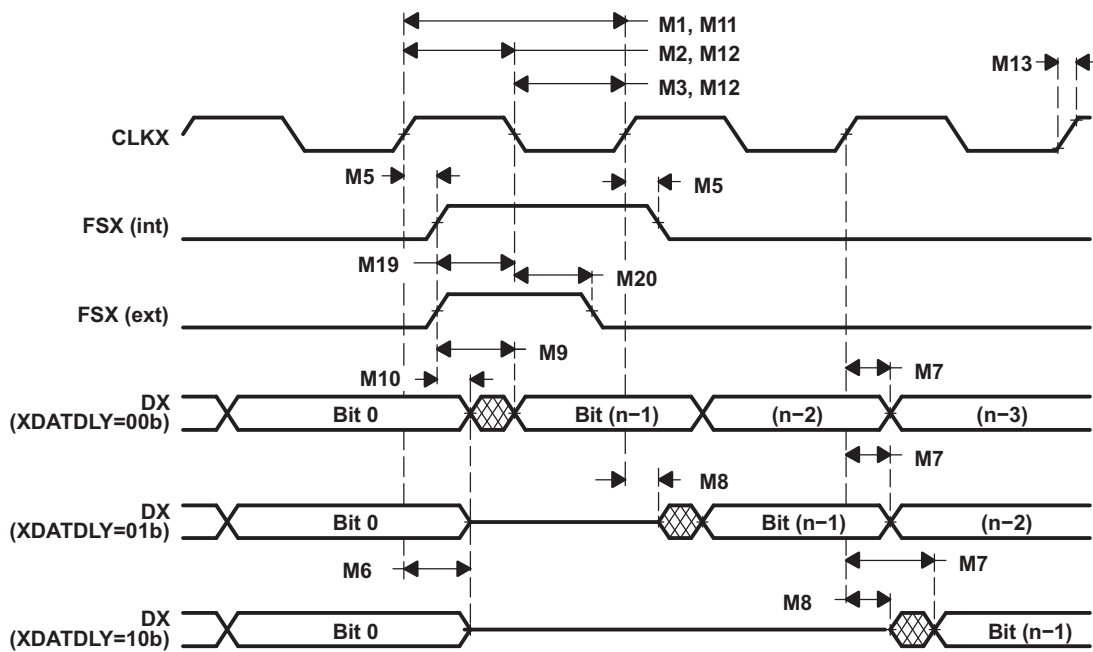 M1, M11
M2, M12
M13
M3, M12
CLKX
M5
M5
FSX (int)
M19
M20
FSX (ext)
M9
M10
M7
DX
(XDATDLY=00b)
Bit 0
Bit (n−1)
(n−2)
(n−3)
M7
M8
DX
(XDATDLY=01b)
Bit 0
Bit (n−1)
(n−2)
M6
M7
M8
DX
(XDATDLY=10b)
Bit 0
Bit (n−1)